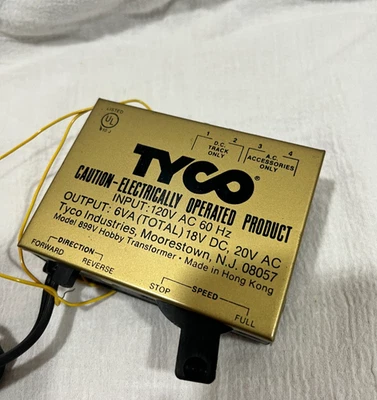 LISTED
UL
1 2 3 4
D.C. A.C.
TRACK ACCESSORIES
ONLY ONLY
TYCO®
CAUTION-ELECTRICALLY OPERATED PRODUCT
INPUT: 120V AC 60 Hz
OUTPUT: 6VA (TOTAL) 18V DC, 20V AC
Tyco Industries, Moorestown, N.J. 08057
Model 899V Hobby Transformer • Made in Hong Kong
DIRECTION
FORWARD REVERSE
SPEED
STOP FULL